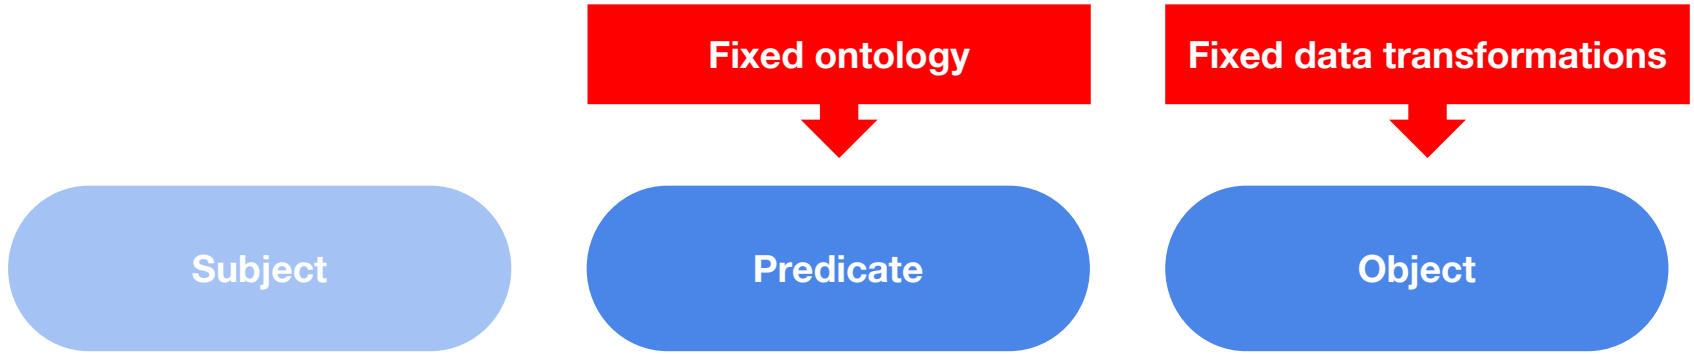 Fixed ontology
Fixed data transformations
Subject
Predicate
Object